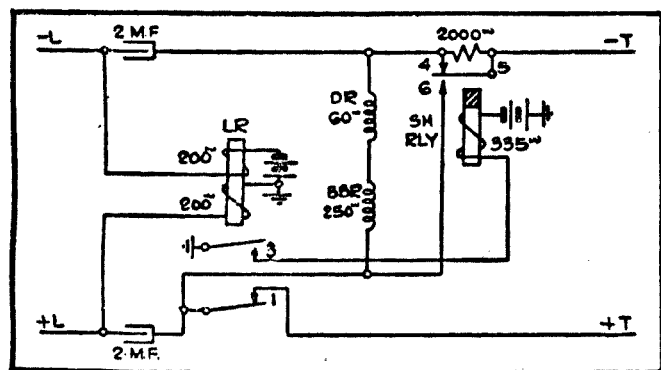 -L
2 M.F
2000~
-T
4
5
6
DR
60~
SH
RLY
335~
LR
200~
200~
BBR
250~
3
1
+L
2.M.F.
+T